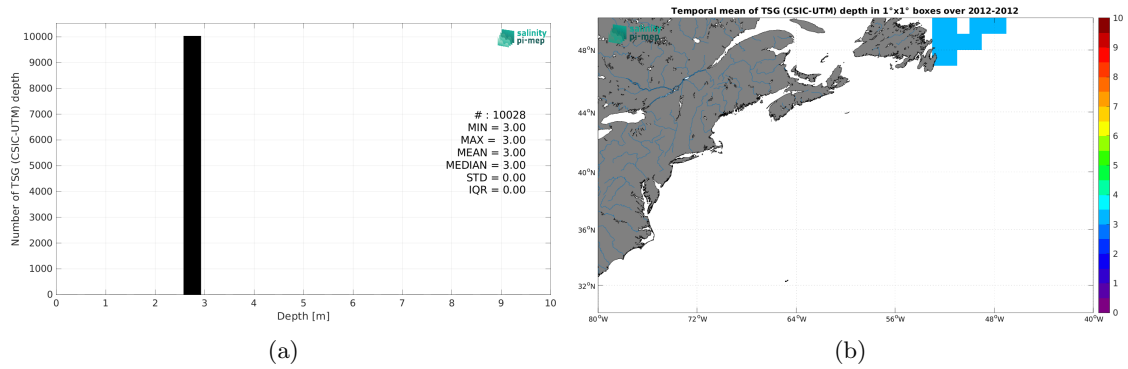 10000
9000
8000
7000
6000
5000
4000
3000
2000
1000
0
Number of TSG (CSIC-UTM) depth
0 1 2 3 4 5 6 7 8 9 10
Depth [m]
salinity
pi-mep
# : 10028
MIN = 3.00
MAX = 3.00
MEAN = 3.00
MEDIAN = 3.00
STD = 0.00
IQR = 0.00
(a)
Temporal mean of TSG (CSIC-UTM) depth in 1°x1° boxes over 2012-2012
salinity
pi-mep
48°N
44°N
40°N
36°N
32°N
80°W 72°W 64°W 56°W 48°W 40°W
10
9
8
7
6
5
4
3
2
1
0
(b)